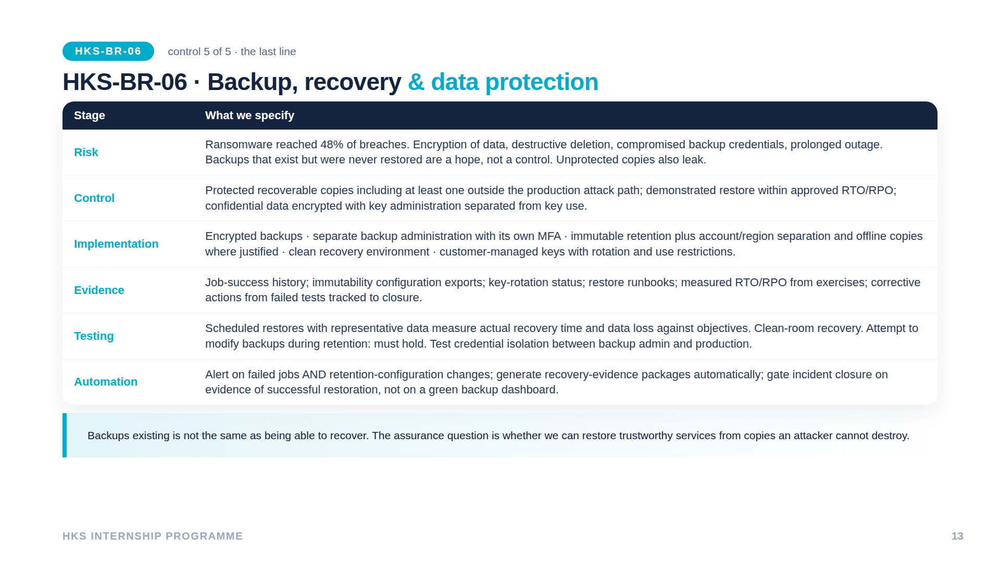 HKS-BR-06
control 5 of 5 · the last line
HKS-BR-06 · Backup, recovery & data protection
Stage
What we specify
Risk
Ransomware reached 48% of breaches. Encryption of data, destructive deletion, compromised backup credentials, prolonged outage.
Backups that exist but were never restored are a hope, not a control. Unprotected copies also leak.
Control
Protected recoverable copies including at least one outside the production attack path; demonstrated restore within approved RTO/RPO;
confidential data encrypted with key administration separated from key use.
Implementation
Encrypted backups · separate backup administration with its own MFA · immutable retention plus account/region separation and offline copies
where justified · clean recovery environment · customer-managed keys with rotation and use restrictions.
Evidence
Job-success history; immutability configuration exports; key-rotation status; restore runbooks; measured RTO/RPO from exercises; corrective
actions from failed tests tracked to closure.
Testing
Scheduled restores with representative data measure actual recovery time and data loss against objectives. Clean-room recovery. Attempt to
modify backups during retention: must hold. Test credential isolation between backup admin and production.
Automation
Alert on failed jobs AND retention-configuration changes; generate recovery-evidence packages automatically; gate incident closure on
evidence of successful restoration, not on a green backup dashboard.
Backups existing is not the same as being able to recover. The assurance question is whether we can restore trustworthy services from copies an attacker cannot destroy.
HKS INTERNSHIP PROGRAMME
13